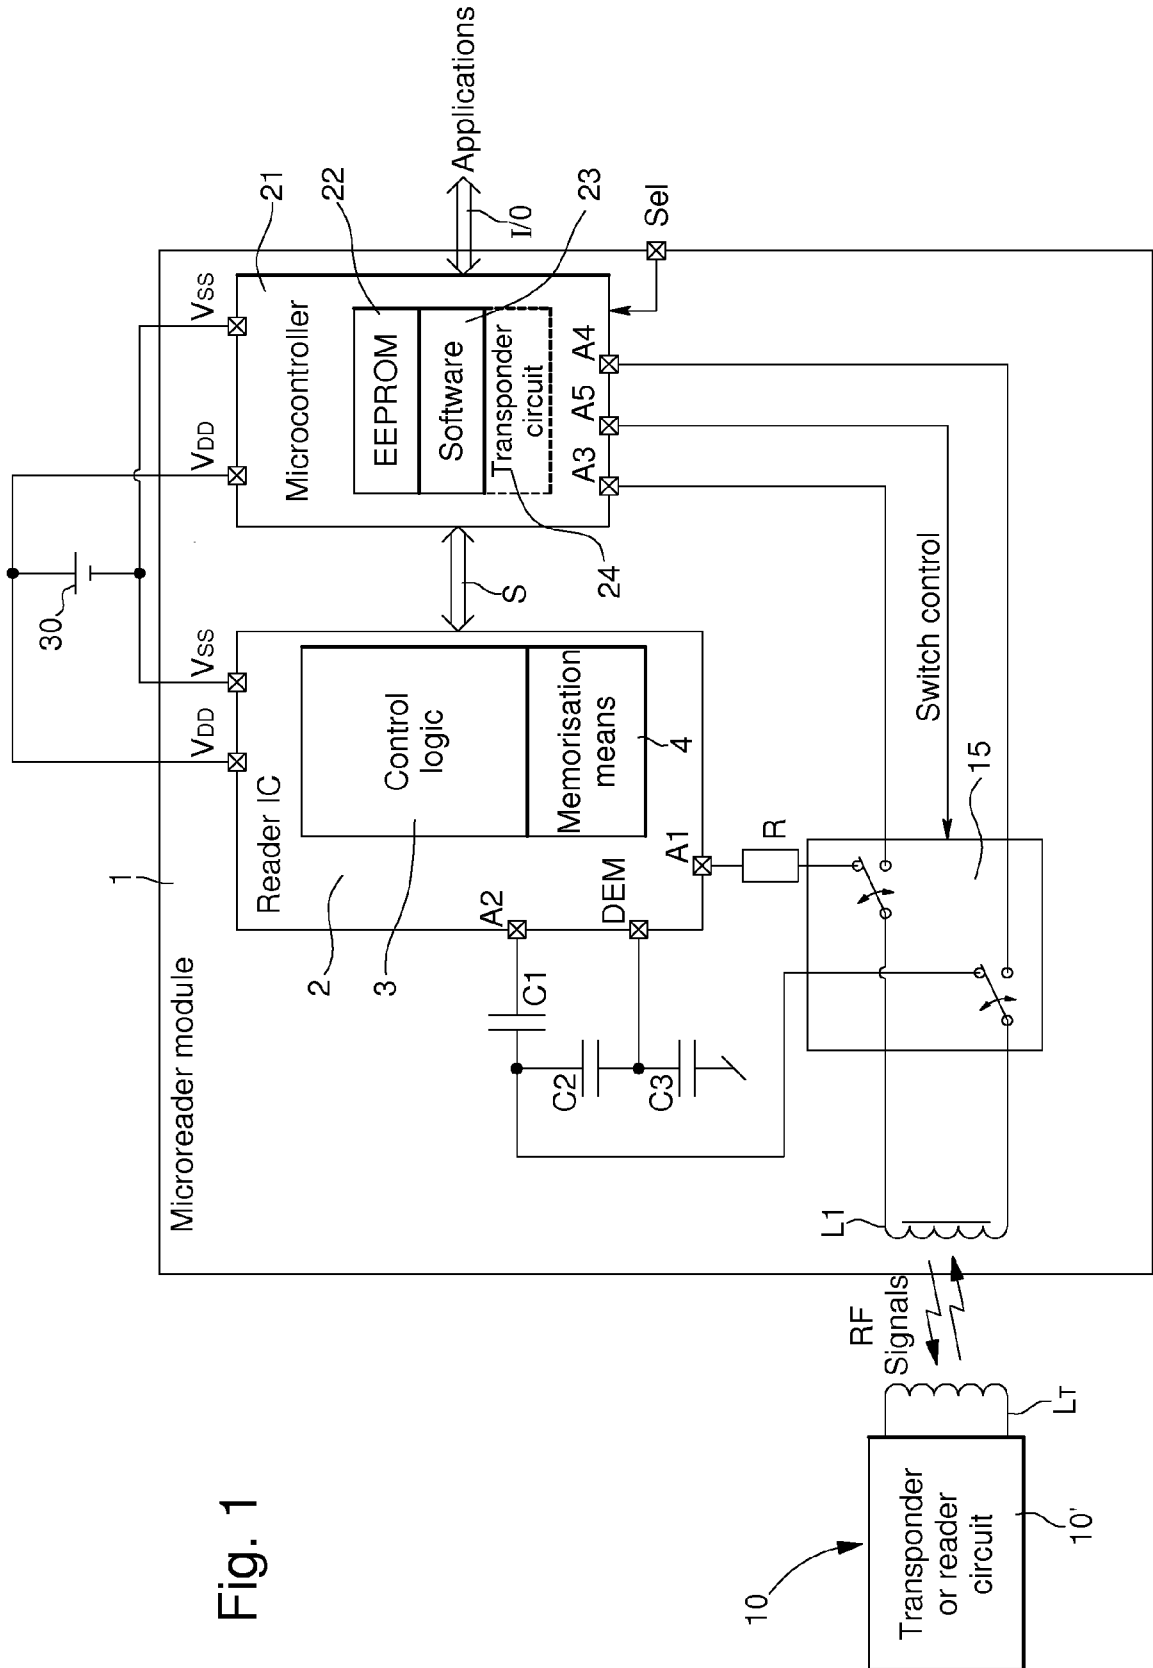 Fig. 1
Microreader module
1
30
VDD
VSS
VDD
VSS
Reader IC
2
Control
logic
3
Memorisation
means
4
A2
DEM
A1
S
Microcontroller
21
EEPROM
22
Software
23
Transponder
circuit
24
A3
A5
A4
I/0
Applications
Sel
C1
C2
C3
R
Switch control
15
L1
RF
Signals
LT
10
Transponder
or reader
circuit
10'